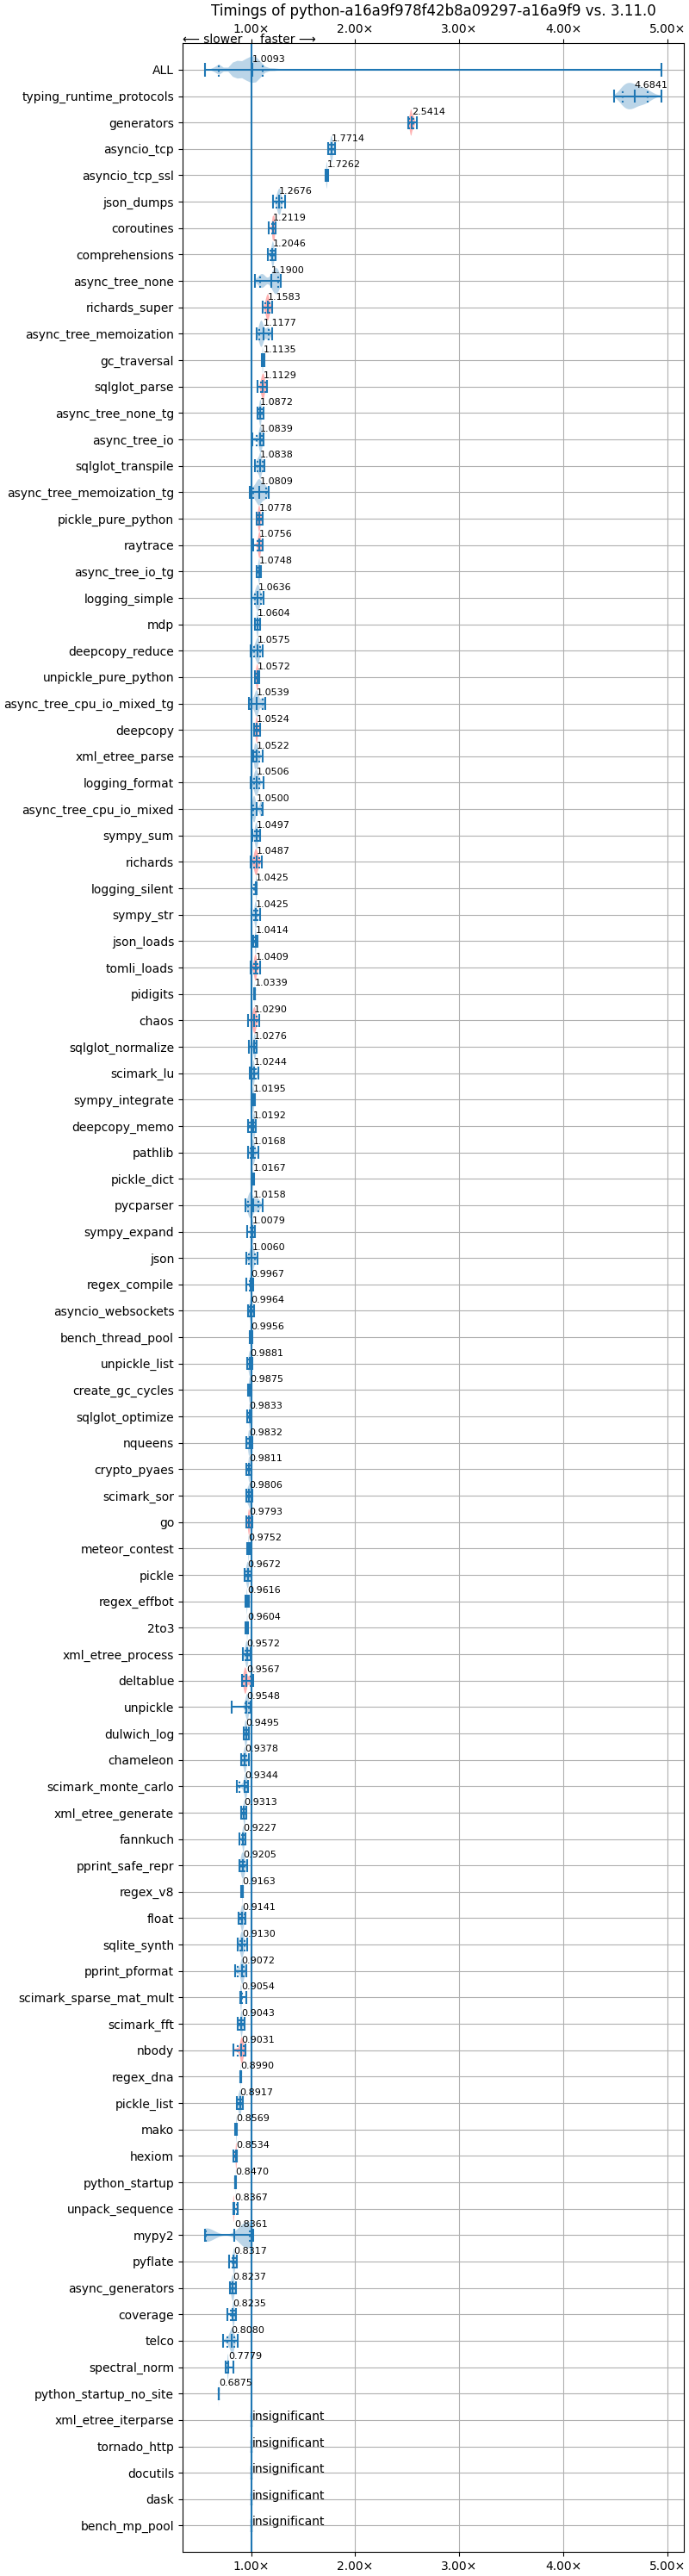 Timings of python-a16a9f978f42b8a09297-a16a9f9 vs. 3.11.0
⟵ slower faster ⟶
1.00× 2.00× 3.00× 4.00× 5.00×
ALL 1.0093
typing_runtime_protocols 4.6841
generators 2.5414
asyncio_tcp 1.7714
asyncio_tcp_ssl 1.7262
json_dumps 1.2676
coroutines 1.2119
comprehensions 1.2046
async_tree_none 1.1900
richards_super 1.1583
async_tree_memoization 1.1177
gc_traversal 1.1135
sqlglot_parse 1.1129
async_tree_none_tg 1.0872
async_tree_io 1.0839
sqlglot_transpile 1.0838
async_tree_memoization_tg 1.0809
pickle_pure_python 1.0778
raytrace 1.0756
async_tree_io_tg 1.0748
logging_simple 1.0636
mdp 1.0604
deepcopy_reduce 1.0575
unpickle_pure_python 1.0572
async_tree_cpu_io_mixed_tg 1.0539
deepcopy 1.0524
xml_etree_parse 1.0522
logging_format 1.0506
async_tree_cpu_io_mixed 1.0500
sympy_sum 1.0497
richards 1.0487
logging_silent 1.0425
sympy_str 1.0425
json_loads 1.0414
tomli_loads 1.0409
pidigits 1.0339
chaos 1.0290
sqlglot_normalize 1.0276
scimark_lu 1.0244
sympy_integrate 1.0195
deepcopy_memo 1.0192
pathlib 1.0168
pickle_dict 1.0167
pycparser 1.0158
sympy_expand 1.0079
json 1.0060
regex_compile 0.9967
asyncio_websockets 0.9964
bench_thread_pool 0.9956
unpickle_list 0.9881
create_gc_cycles 0.9875
sqlglot_optimize 0.9833
nqueens 0.9832
crypto_pyaes 0.9811
scimark_sor 0.9806
go 0.9793
meteor_contest 0.9752
pickle 0.9672
regex_effbot 0.9616
2to3 0.9604
xml_etree_process 0.9572
deltablue 0.9567
unpickle 0.9548
dulwich_log 0.9495
chameleon 0.9378
scimark_monte_carlo 0.9344
xml_etree_generate 0.9313
fannkuch 0.9227
pprint_safe_repr 0.9205
regex_v8 0.9163
float 0.9141
sqlite_synth 0.9130
pprint_pformat 0.9072
scimark_sparse_mat_mult 0.9054
scimark_fft 0.9043
nbody 0.9031
regex_dna 0.8990
pickle_list 0.8917
mako 0.8569
hexiom 0.8534
python_startup 0.8470
unpack_sequence 0.8367
mypy2 0.8361
pyflate 0.8317
async_generators 0.8237
coverage 0.8235
telco 0.8080
spectral_norm 0.7779
python_startup_no_site 0.6875
xml_etree_iterparse insignificant
tornado_http insignificant
docutils insignificant
dask insignificant
bench_mp_pool insignificant
1.00× 2.00× 3.00× 4.00× 5.00×